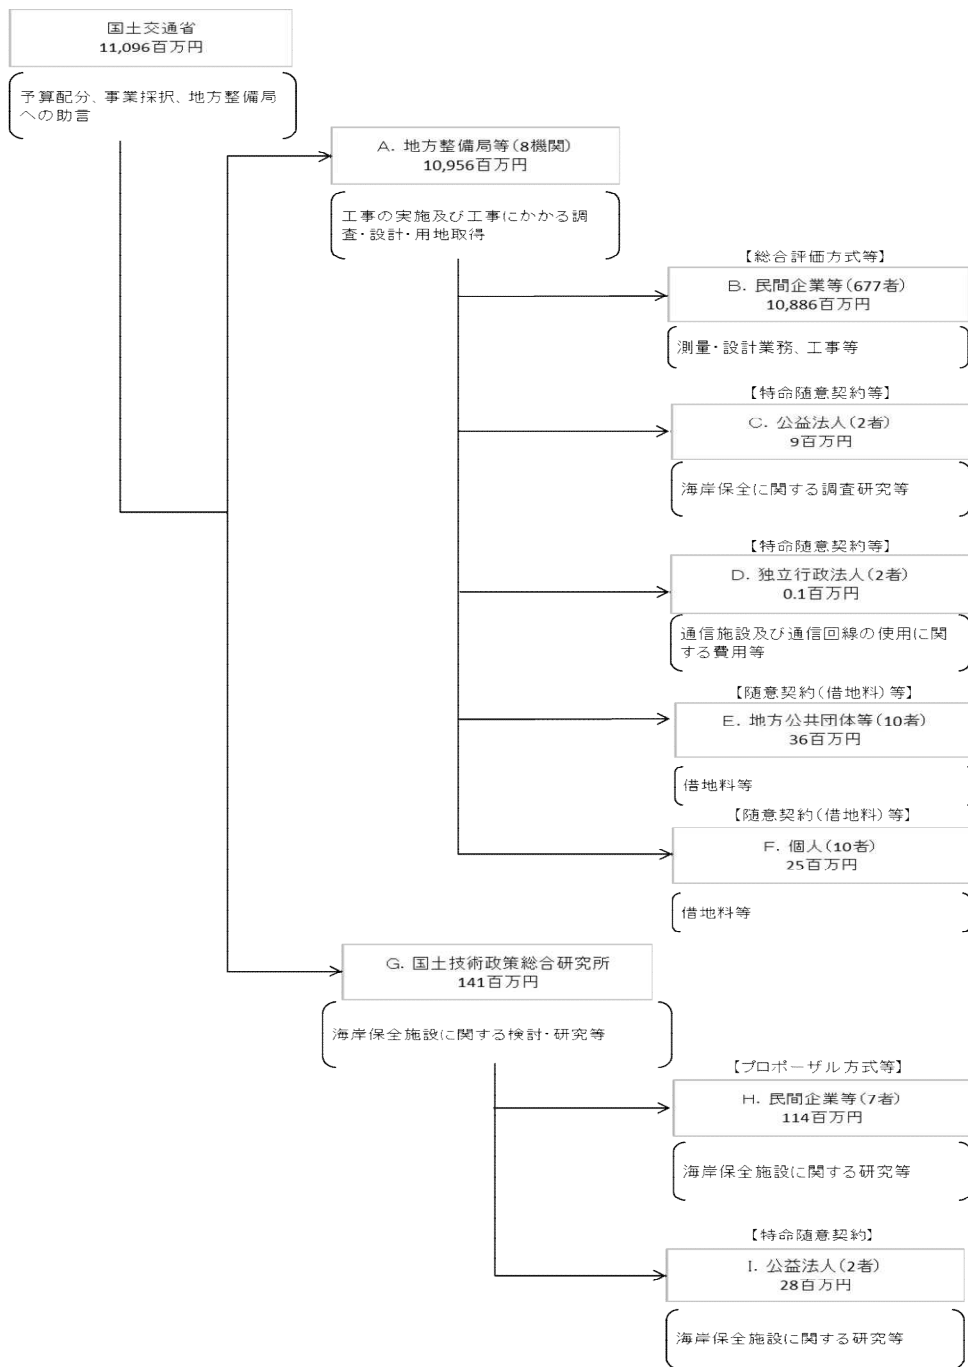 国土交通省
11,096百万円
予算配分、事業採択、地方整備局
への助言
A. 地方整備局等(8機関)
10,956百万円
工事の実施及び工事にかかる調
査・設計・用地取得
【総合評価方式等】
B. 民間企業等(677者)
10,886百万円
測量・設計業務、工事等
【特命随意契約等】
C. 公益法人(2者)
9百万円
海岸保全に関する調査研究等
【特命随意契約等】
D. 独立行政法人(2者)
0.1百万円
通信施設及び通信回線の使用に関
する費用等
【随意契約(借地料)等】
E. 地方公共団体等(10者)
36百万円
借地料等
【随意契約(借地料)等】
F. 個人(10者)
25百万円
借地料等
G. 国土技術政策総合研究所
141百万円
海岸保全施設に関する検討・研究等
【プロポーザル方式等】
H. 民間企業等(7者)
114百万円
海岸保全施設に関する研究等
【特命随意契約】
I. 公益法人(2者)
28百万円
海岸保全施設に関する研究等